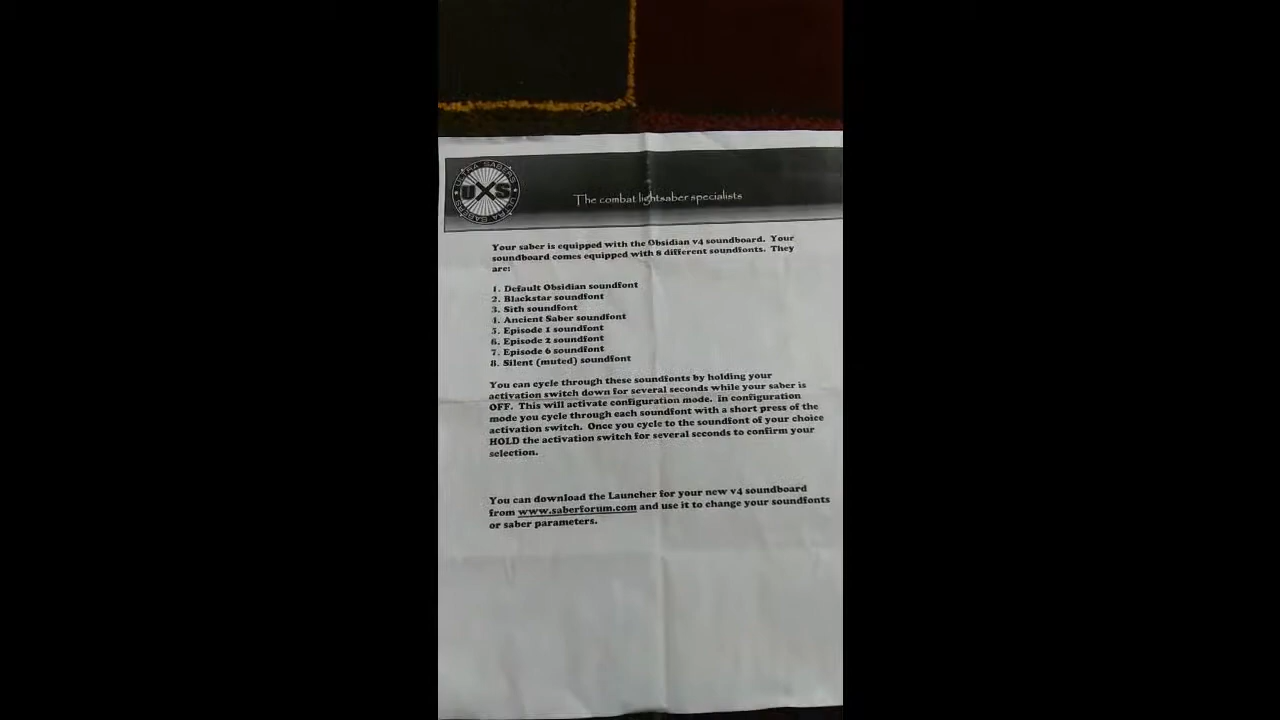 ULTRA SABERS
UXS
ULTRA SABERS
The combat lightsaber specialists
Your saber is equipped with the Obsidian v4 soundboard. Your
soundboard comes equipped with 8 different soundfonts. They
are:
1. Default Obsidian soundfont
2. Blackstar soundfont
3. Sith soundfont
4. Ancient Saber soundfont
5. Episode 1 soundfont
6. Episode 2 soundfont
7. Episode 6 soundfont
8. Silent (muted) soundfont
You can cycle through these soundfonts by holding your
activation switch down for several seconds while your saber is
OFF. This will activate configuration mode. In configuration
mode you cycle through each soundfont with a short press of the
activation switch. Once you cycle to the soundfont of your choice
HOLD the activation switch for several seconds to confirm your
selection.
You can download the Launcher for your new v4 soundboard
from www.saberforum.com and use it to change your soundfonts
or saber parameters.